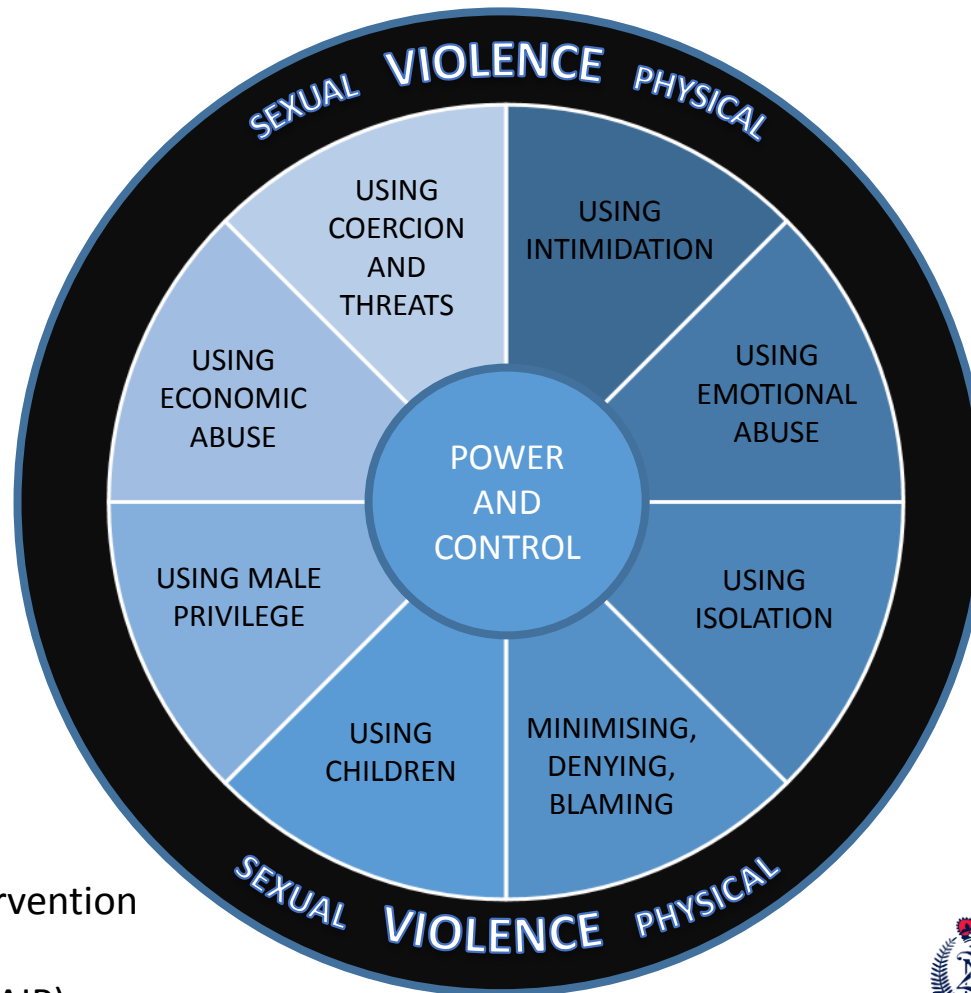 SEXUAL VIOLENCE PHYSICAL
USING
COERCION
AND
THREATS
USING
INTIMIDATION
USING
EMOTIONAL
ABUSE
USING
ISOLATION
MINIMISING,
DENYING,
BLAMING
USING
CHILDREN
USING MALE
PRIVILEGE
USING
ECONOMIC
ABUSE
POWER
AND
CONTROL
SEXUAL VIOLENCE PHYSICAL